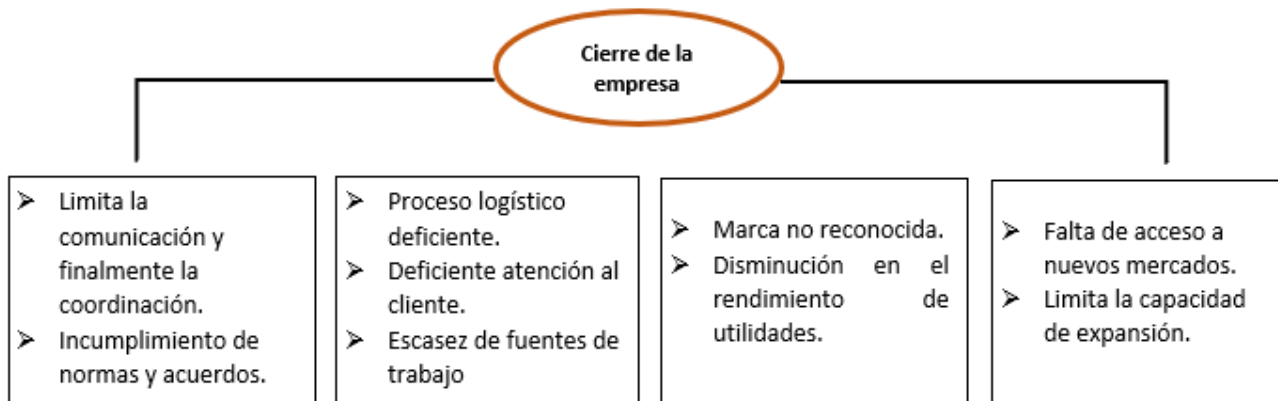 Cierre de la
empresa
➢ Limita la
comunicación y
finalmente la
coordinación.
➢ Incumplimiento de
normas y acuerdos.
➢ Proceso logístico
deficiente.
➢ Deficiente atención al
cliente.
➢ Escasez de fuentes de
trabajo
➢ Marca no reconocida.
➢ Disminución en el
rendimiento de
utilidades.
➢ Falta de acceso a
nuevos mercados.
➢ Limita la capacidad
de expansión.